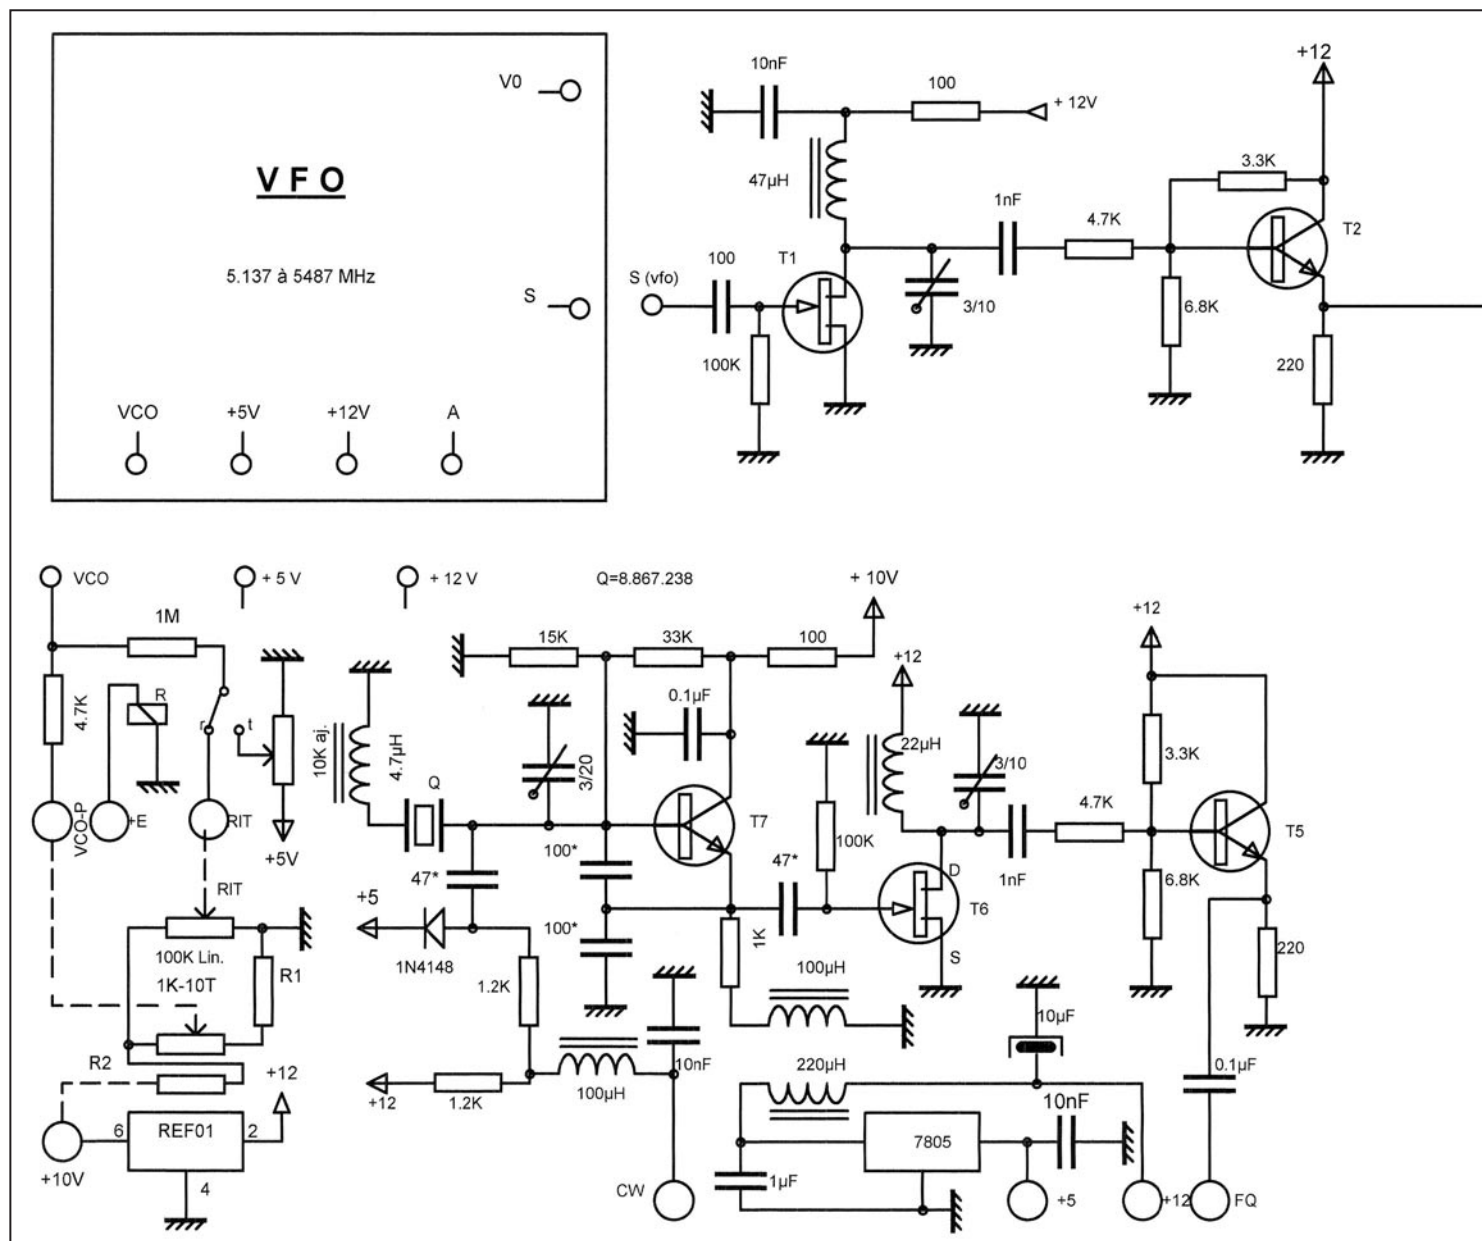 V0
VFO
5.137 à 5487 MHz
S
VCO
+5V
+12V
A
10nF
100
+ 12V
47µH
1nF
4.7K
3.3K
+12
T2
S (vfo)
100
T1
3/10
100K
6.8K
220
VCO
+ 5 V
+ 12 V
Q=8.867.238
+ 10V
1M
15K
33K
100
+12
+12
4.7K
R
r
t
10K aj.
4.7µH
3/20
0.1µF
22µH
3/10
3.3K
VCO-P
+E
RIT
+5V
Q
T7
100K
4.7K
T5
47*
100*
47*
1nF
6.8K
D
T6
S
RIT
100K Lin.
R1
+5
1N4148
100*
1K
220
1K-10T
1.2K
100µH
10µF
R2
+12
10nF
100µH
220µH
0.1µF
+12
1.2K
10nF
6
REF01
2
+10V
4
7805
1µF
CW
+5
+12
FQ